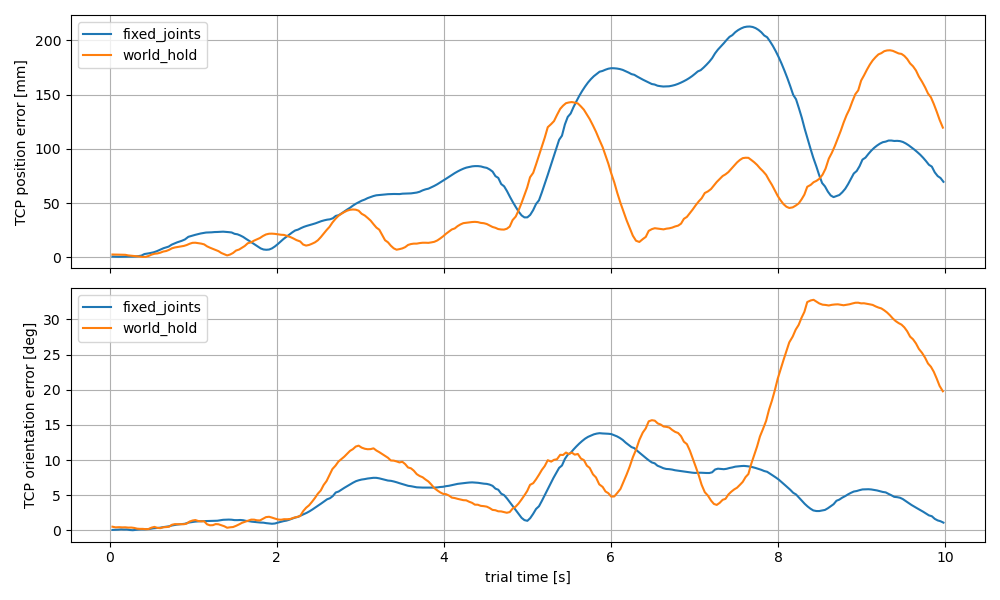 TCP position error [mm]
200
150
100
50
0
fixed_joints
world_hold
TCP orientation error [deg]
30
25
20
15
10
5
0
fixed_joints
world_hold
0 2 4 6 8 10
trial time [s]